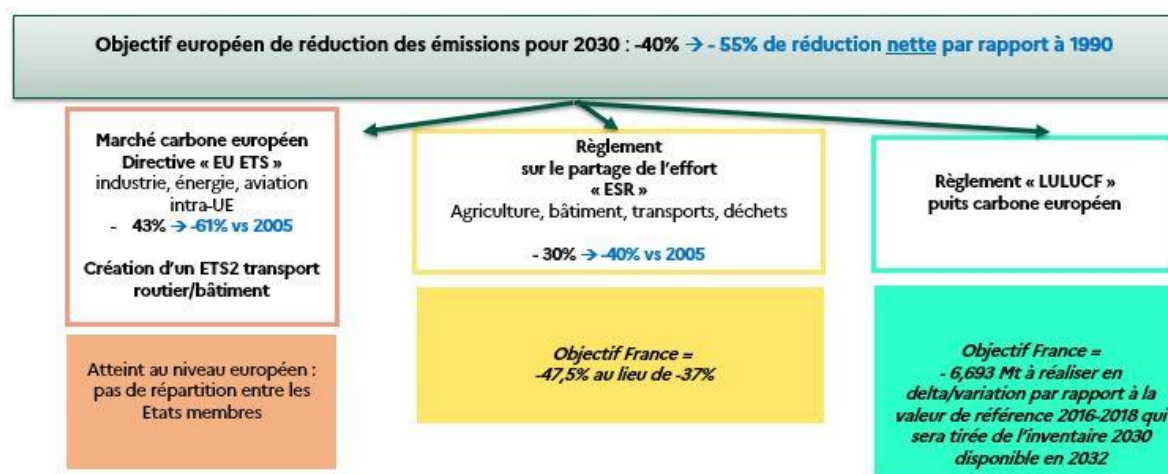 Objectif européen de réduction des émissions pour 2030 : -40% → - 55% de réduction nette par rapport à 1990
Marché carbone européen
Directive « EU ETS »
industrie, énergie, aviation
intra-UE
- 43% → -61% vs 2005
Création d'un ETS2 transport
routier/bâtiment
Atteint au niveau européen :
pas de répartition entre les
Etats membres
Règlement
sur le partage de l'effort
« ESR »
Agriculture, bâtiment, transports, déchets
- 30% → -40% vs 2005
Objectif France =
-47,5% au lieu de -37%
Règlement « LULUCF »
puits carbone européen
Objectif France =
- 6,693 Mt à réaliser en
delta/variation par rapport à la
valeur de référence 2016-2018 qui
sera tirée de l'inventaire 2030
disponible en 2032